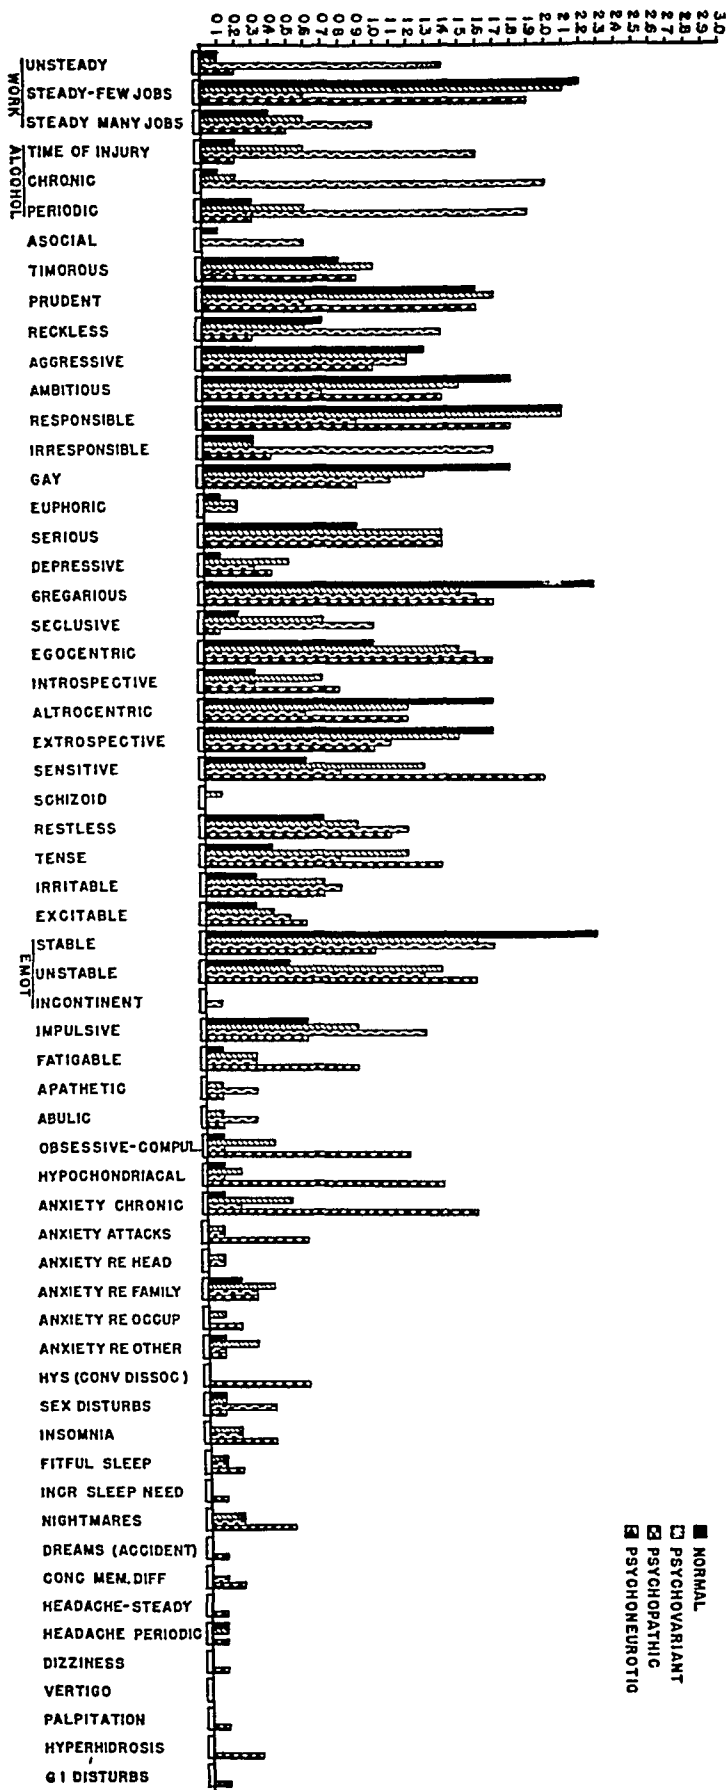 0.1 0.2 0.3 0.4 0.5 0.6 0.7 0.8 0.9 1.0 1.1 1.2 1.3 1.4 1.5 1.6 1.7 1.8 1.9 2.0 2.1 2.2 2.3 2.4 2.5 2.6 2.7 2.8 2.9 3.0
WORK
UNSTEADY
STEADY-FEW JOBS
STEADY MANY JOBS
ALCOHOL
TIME OF INJURY
CHRONIC
PERIODIC
ASOCIAL
TIMOROUS
PRUDENT
RECKLESS
AGGRESSIVE
AMBITIOUS
RESPONSIBLE
IRRESPONSIBLE
GAY
EUPHORIC
SERIOUS
DEPRESSIVE
GREGARIOUS
SECLUSIVE
EGOCENTRIC
INTROSPECTIVE
ALTROCENTRIC
EXTROSPECTIVE
SENSITIVE
SCHIZOID
RESTLESS
TENSE
IRRITABLE
EXCITABLE
EMOT
STABLE
UNSTABLE
INCONTINENT
IMPULSIVE
FATIGABLE
APATHETIC
ABULIC
OBSESSIVE-COMPUL
HYPOCHONDRIACAL
ANXIETY CHRONIC
ANXIETY ATTACKS
ANXIETY RE HEAD
ANXIETY RE FAMILY
ANXIETY RE OCCUP
ANXIETY RE OTHER
HYS (CONV DISSOC)
SEX DISTURBS
INSOMNIA
FITFUL SLEEP
INCR SLEEP NEED
NIGHTMARES
DREAMS (ACCIDENT)
CONC MEM. DIFF
HEADACHE-STEADY
HEADACHE PERIODIC
DIZZINESS
VERTIGO
PALPITATION
HYPERHIDROSIS
G I DISTURBS
NORMAL
PSYCHOVARIANT
PSYCHOPATHIC
PSYCHONEUROTIC